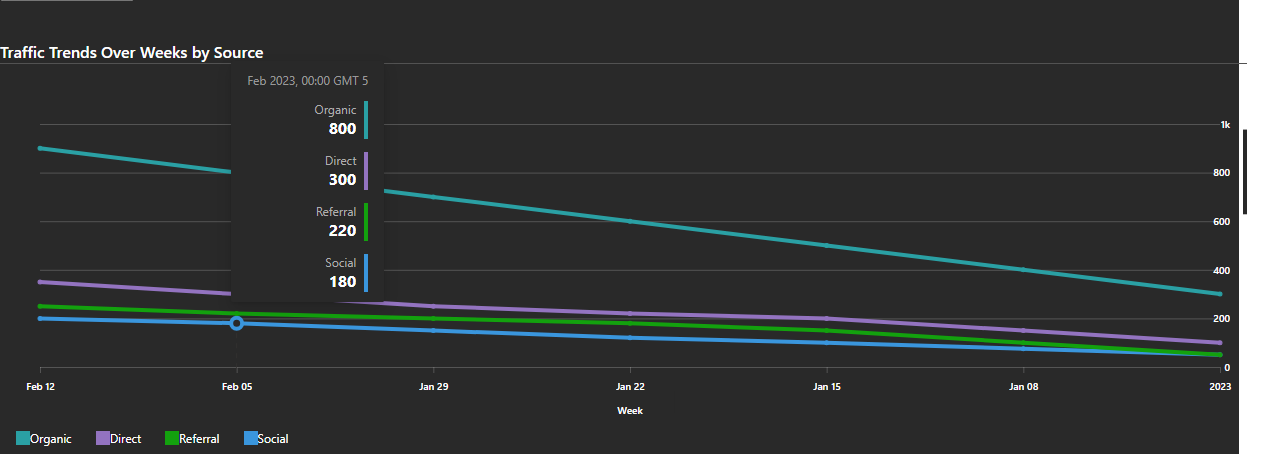 Traffic Trends Over Weeks by Source
Feb 2023, 00:00 GMT 5
Organic
800
Direct
300
Referral
220
Social
180
1k
800
600
400
200
0
Feb 12 Feb 05 Jan 29 Jan 22 Jan 15 Jan 08 2023
Week
Organic Direct Referral Social